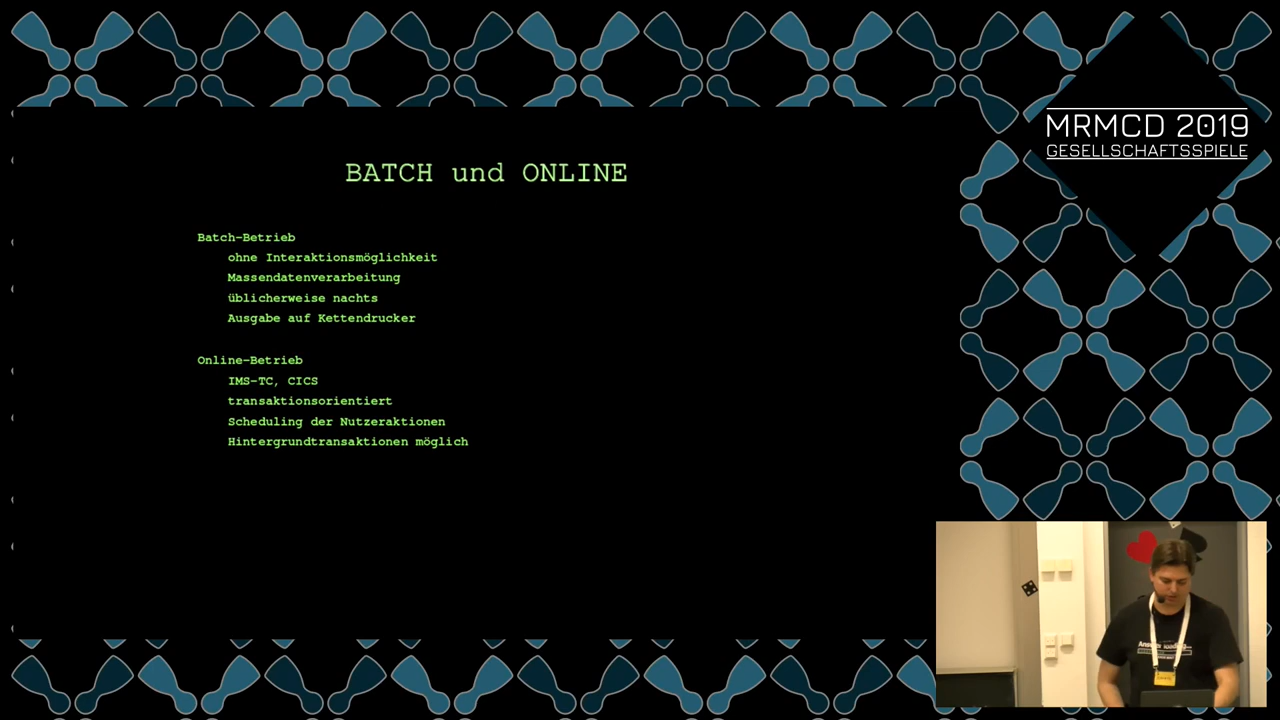 MRMCD 2019
GESELLSCHAFTSSPIELE
BATCH und ONLINE
Batch-Betrieb
ohne Interaktionsmöglichkeit
Massendatenverarbeitung
üblicherweise nachts
Ausgabe auf Kettendrucker
Online-Betrieb
IMS-TC, CICS
transaktionsorientiert
Scheduling der Nutzeraktionen
Hintergrundtransaktionen möglich